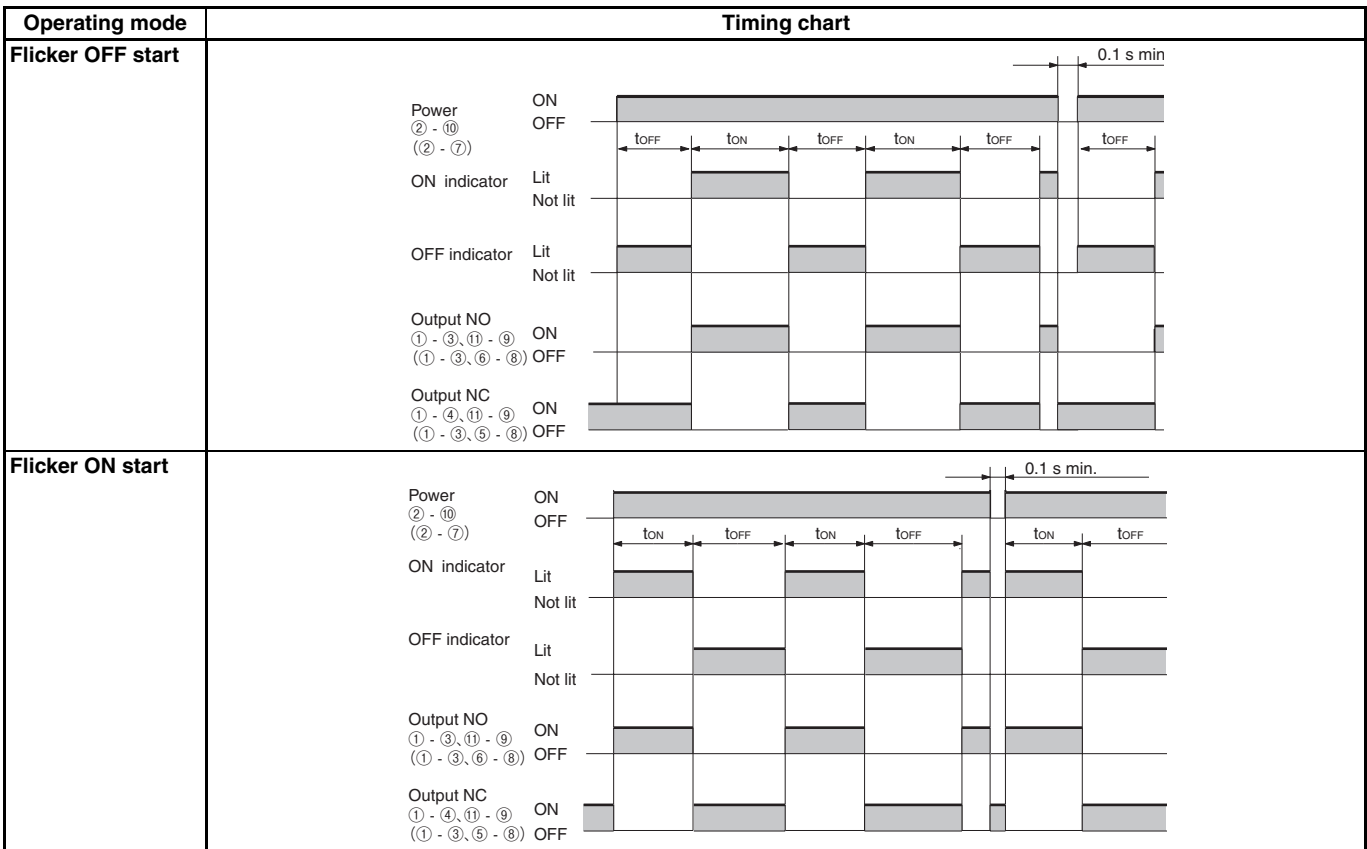 Operating mode Timing chart
Flicker OFF start
0.1 s min
Power
② - ⑩
(② - ⑦)
ON
OFF
tOFF tON tOFF tON tOFF tOFF
ON indicator
Lit
Not lit
OFF indicator
Lit
Not lit
Output NO
① - ③、⑪ - ⑨
(① - ③、⑥ - ⑧)
ON
OFF
Output NC
① - ④、⑪ - ⑨
(① - ③、⑤ - ⑧)
ON
OFF
Flicker ON start
0.1 s min.
Power
② - ⑩
(② - ⑦)
ON
OFF
tON tOFF tON tOFF tON tOFF
ON indicator
Lit
Not lit
OFF indicator
Lit
Not lit
Output NO
① - ③、⑪ - ⑨
(① - ③、⑥ - ⑧)
ON
OFF
Output NC
① - ④、⑪ - ⑨
(① - ③、⑤ - ⑧)
ON
OFF